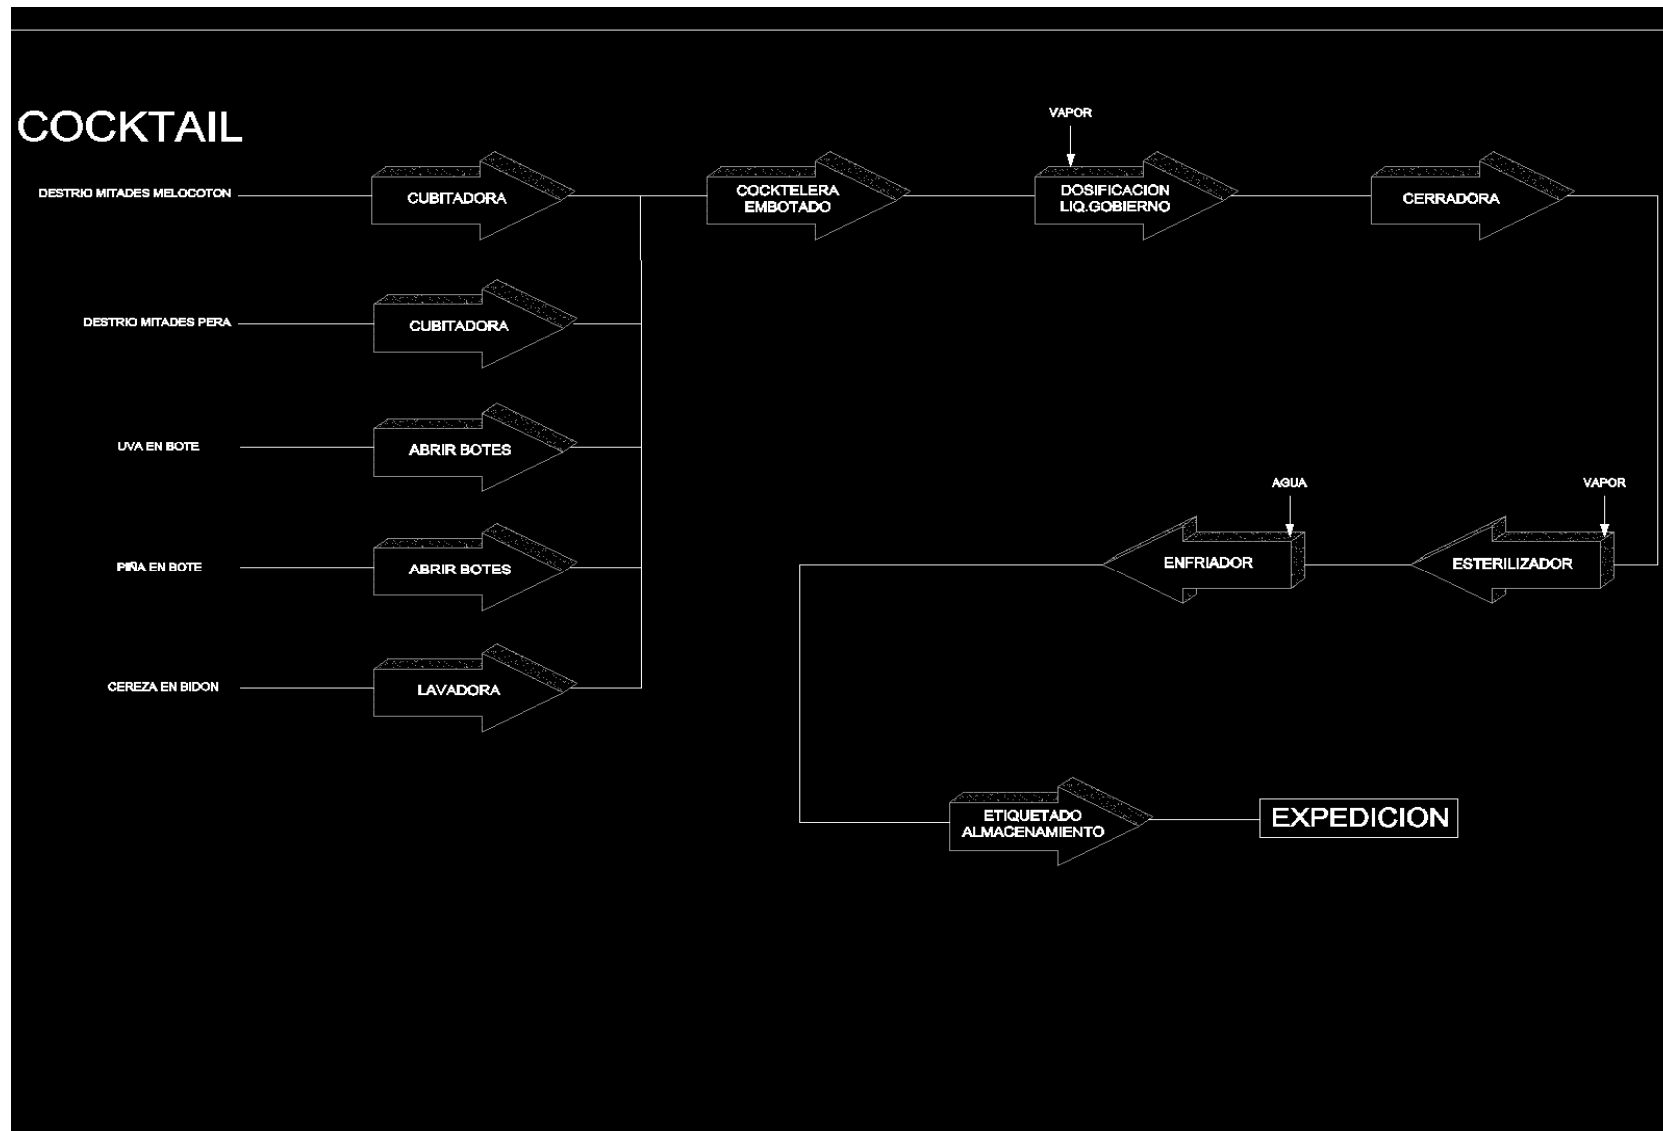 COCKTAIL
VAPOR
DESTRIO MITADES MELOCOTON
CUBITADORA
COCKTELERA
EMBOTADO
DOSIFICACION
LIQ.GOBIERNO
CERRADORA
DESTRIO MITADES PERA
CUBITADORA
UVA EN BOTE
ABRIR BOTES
AGUA
VAPOR
PIÑA EN BOTE
ABRIR BOTES
ENFRIADOR
ESTERILIZADOR
CEREZA EN BIDON
LAVADORA
ETIQUETADO
ALMACENAMIENTO
EXPEDICION